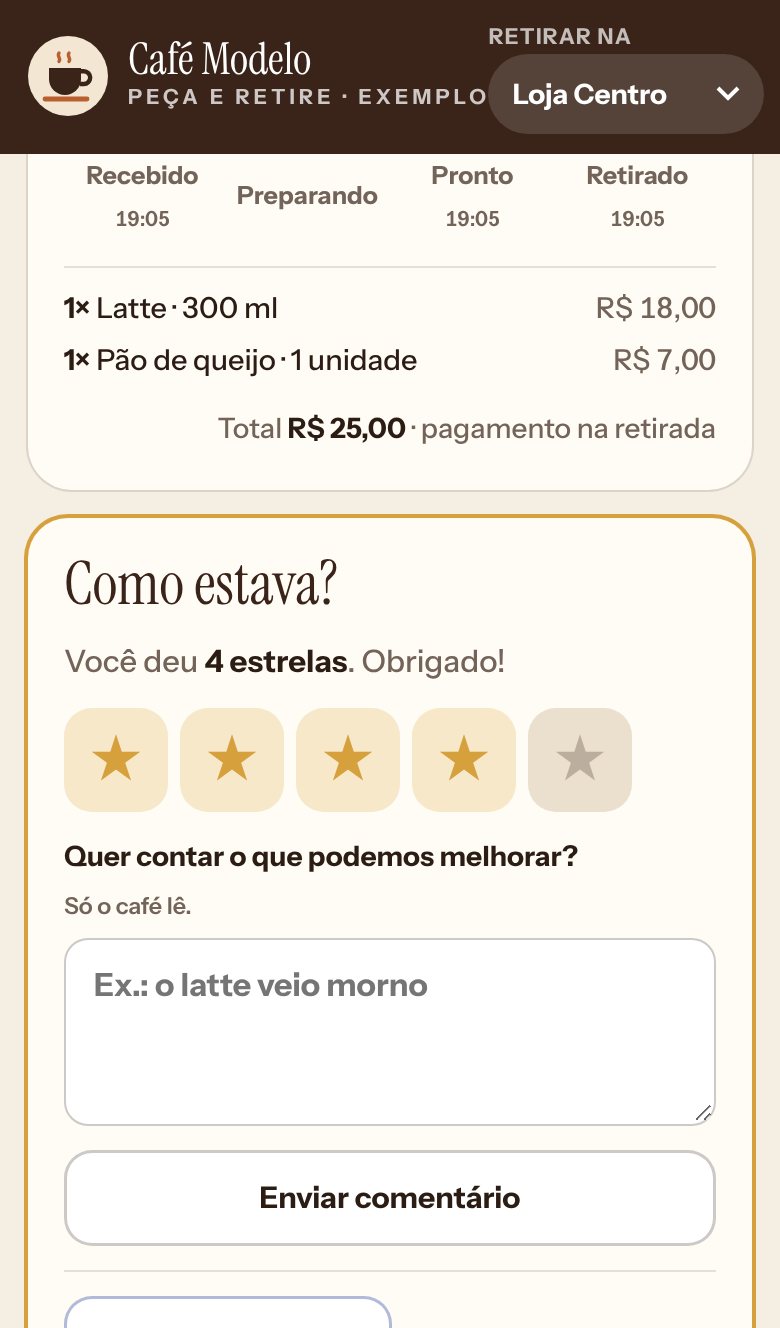 Café Modelo
PEÇA E RETIRE · EXEMPLO
RETIRAR NA
Loja Centro
Recebido
19:05
Preparando
Pronto
19:05
Retirado
19:05
1× Latte · 300 ml R$ 18,00
1× Pão de queijo · 1 unidade R$ 7,00
Total R$ 25,00 · pagamento na retirada
Como estava?
Você deu 4 estrelas. Obrigado!
Quer contar o que podemos melhorar?
Só o café lê.
Ex.: o latte veio morno
Enviar comentário